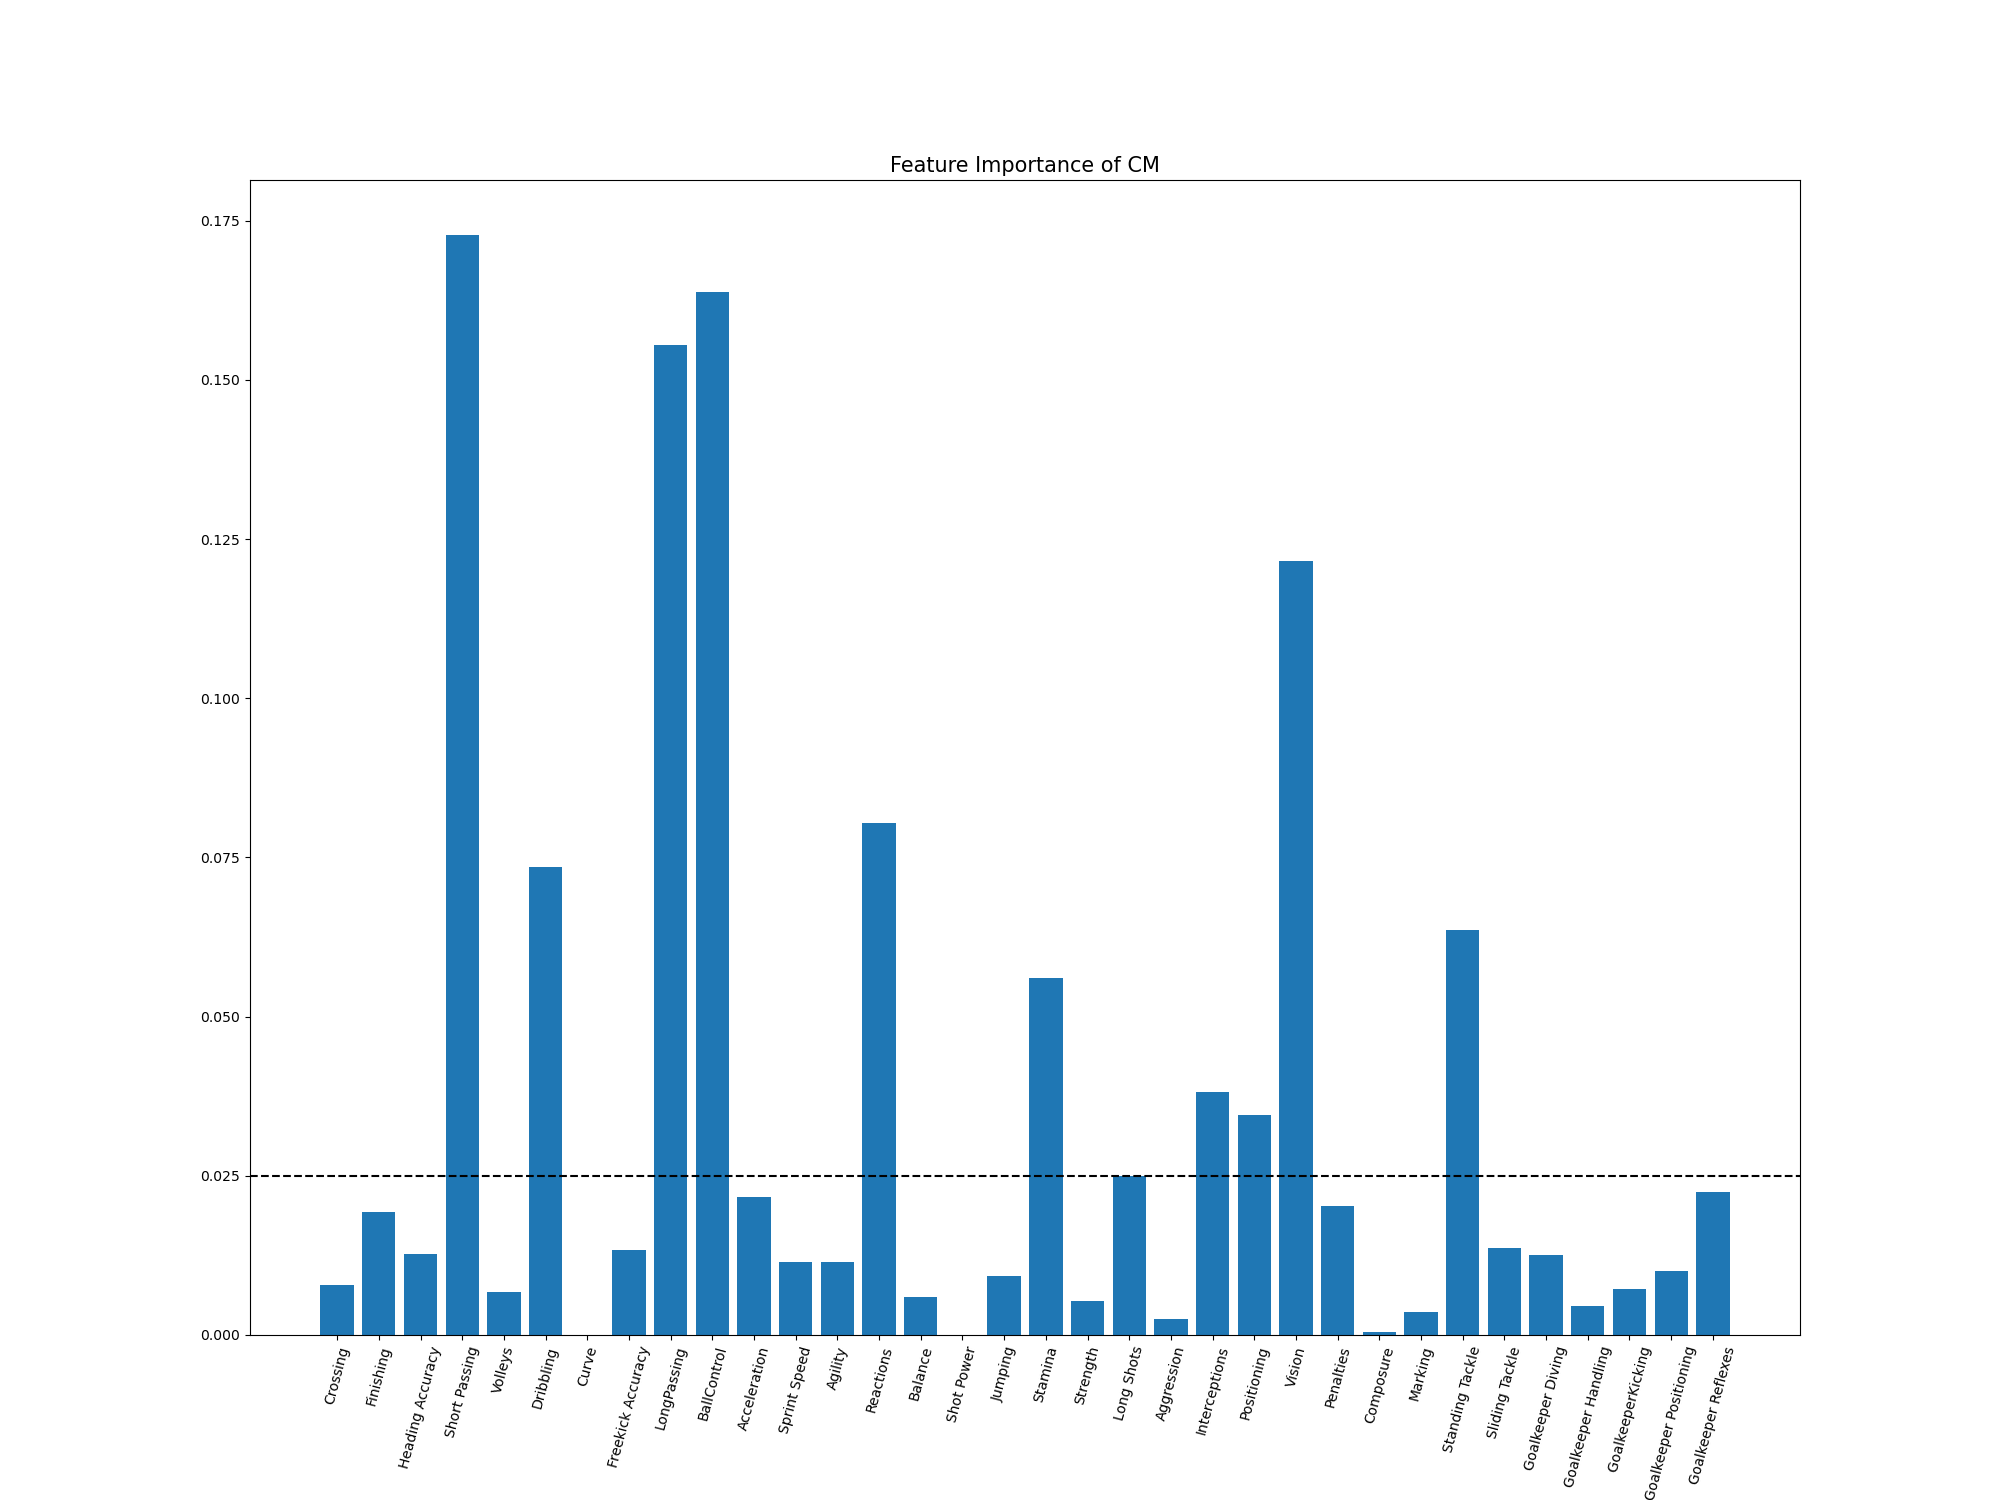 Feature Importance of CM
0.175
0.150
0.125
0.100
0.075
0.050
0.025
0.000
Crossing
Finishing
Heading Accuracy
Short Passing
Volleys
Dribbling
Curve
Freekick Accuracy
LongPassing
BallControl
Acceleration
Sprint Speed
Agility
Reactions
Balance
Shot Power
Jumping
Stamina
Strength
Long Shots
Aggression
Interceptions
Positioning
Vision
Penalties
Composure
Marking
Standing Tackle
Sliding Tackle
Goalkeeper Diving
Goalkeeper Handling
GoalkeeperKicking
Goalkeeper Positioning
Goalkeeper Reflexes